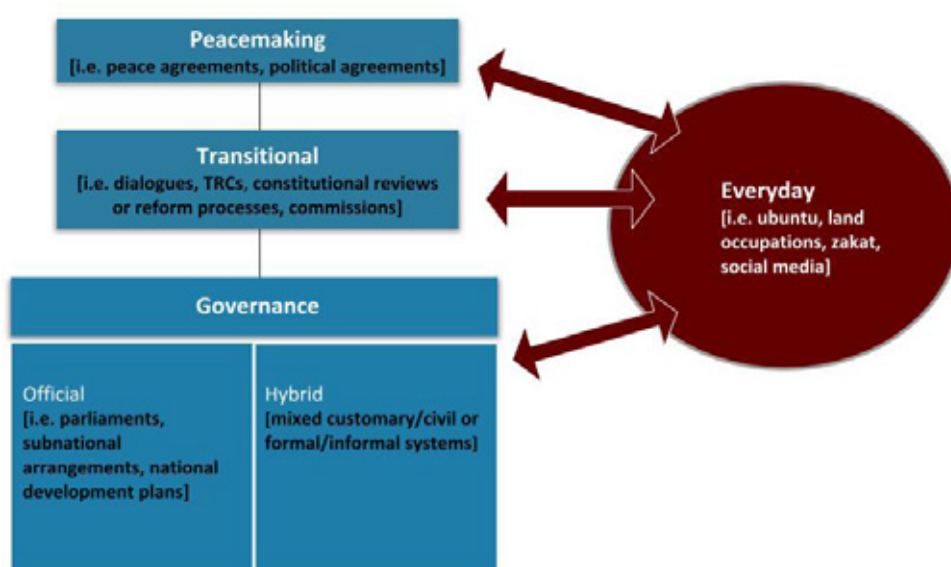 Peacemaking
[i.e. peace agreements, political agreements]
Transitional
[i.e. dialogues, TRCs, constitutional reviews
or reform processes, commissions]
Everyday
[i.e. ubuntu, land
occupations, zakat,
social media]
Governance
Official
[i.e. parliaments,
subnational
arrangements, national
development plans]
Hybrid
[mixed customary/civil or
formal/informal systems]